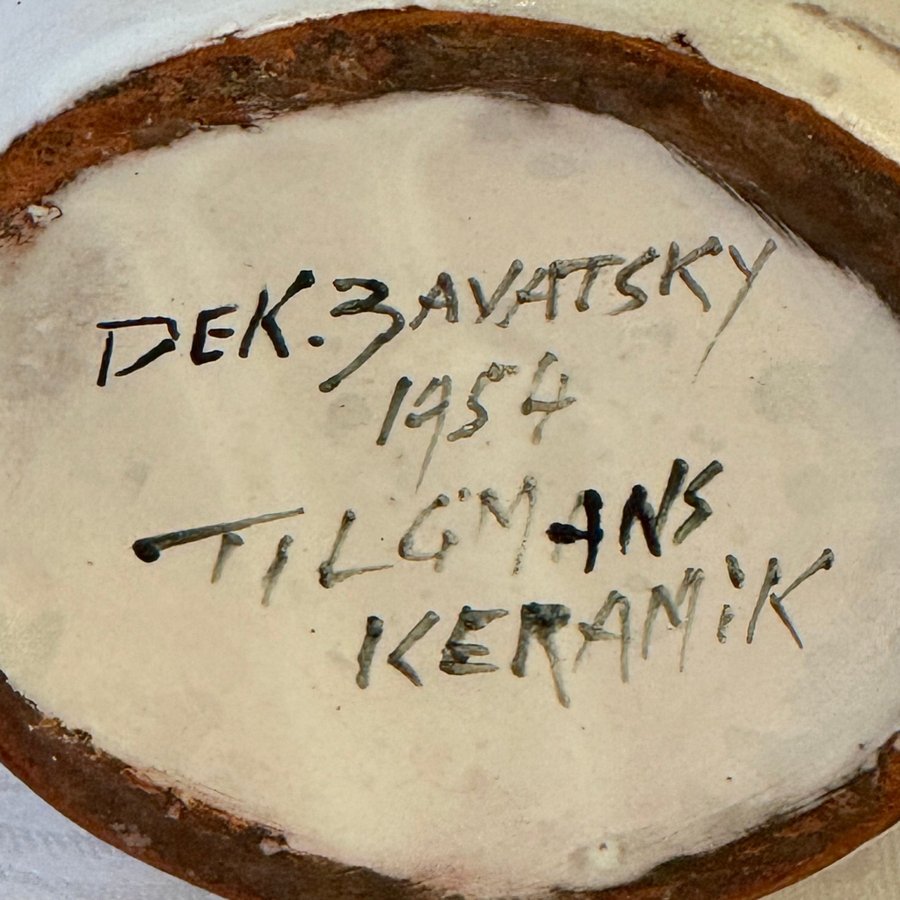 DEK. ZAVATSKY
1954
TILGMANS
KERAMiK